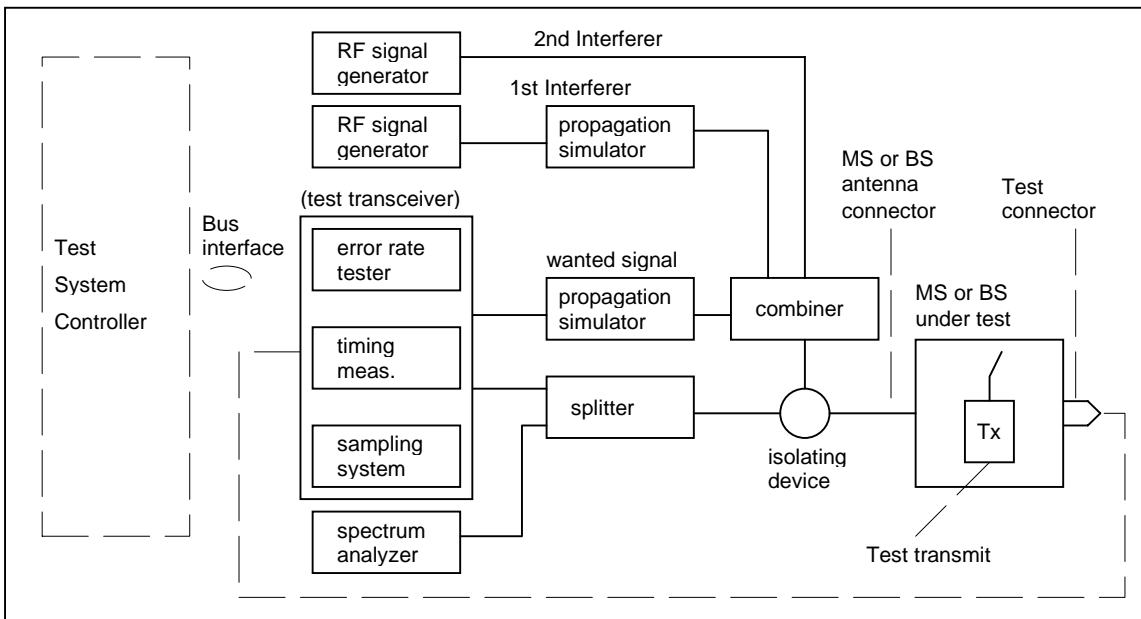 RF signal
generator
2nd Interferer
1st Interferer
RF signal
generator
propagation
simulator
MS or BS
antenna
connector
Test
connector
(test transceiver)
Bus
interface
Test
System
Controller
error rate
tester
wanted signal
propagation
simulator
combiner
MS or BS
under test
timing
meas.
splitter
Tx
sampling
system
isolating
device
spectrum
analyzer
Test transmit